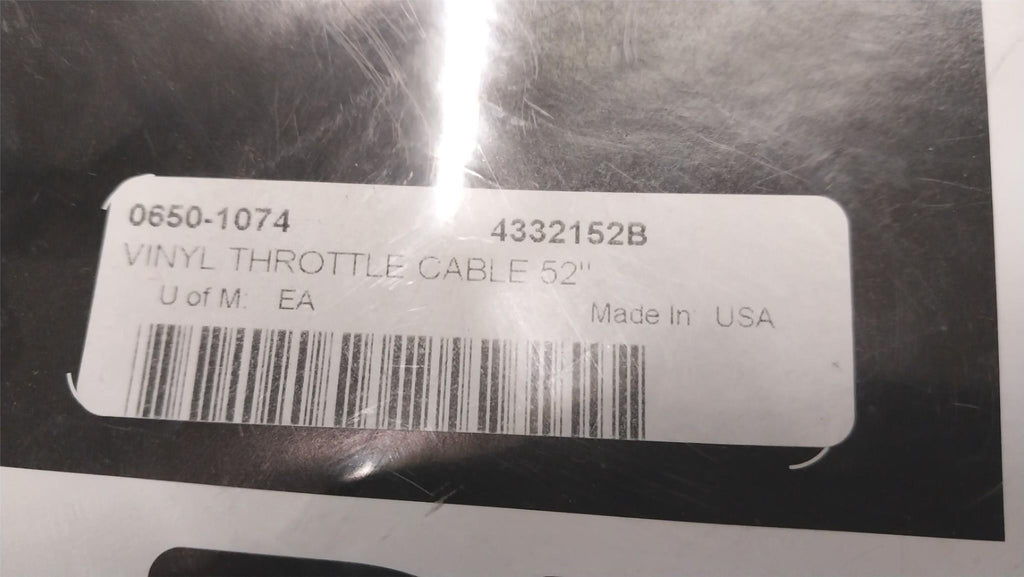 0650-1074 4332152B
VINYL THROTTLE CABLE 52"
U of M: EA Made In USA